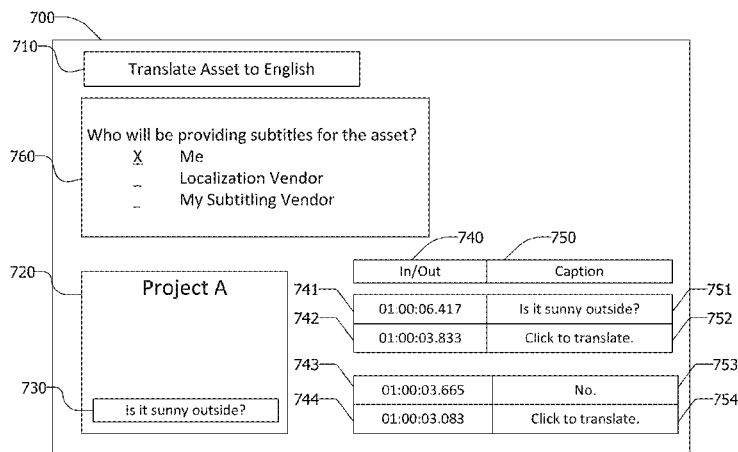 700
710
Translate Asset to English
Who will be providing subtitles for the asset?
760
X Me
_ Localization Vendor
_ My Subtitling Vendor
740 750
720
In/Out Caption
Project A
741 01:00:06.417 Is it sunny outside? 751
742 01:00:03.833 Click to translate. 752
743 01:00:03.665 No. 753
730 is it sunny outside?
744 01:00:03.083 Click to translate. 754